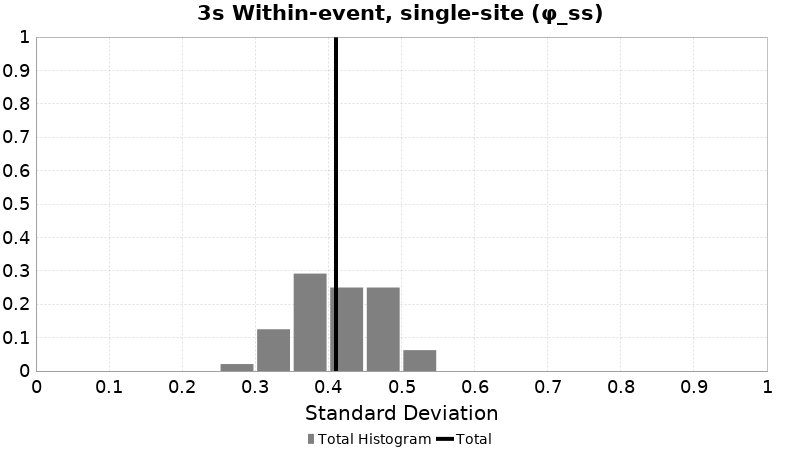 3s Within-event, single-site (φ_ss)
1
0.9
0.8
0.7
0.6
0.5
0.4
0.3
0.2
0.1
0
0 0.1 0.2 0.3 0.4 0.5 0.6 0.7 0.8 0.9 1
Standard Deviation
Total Histogram Total